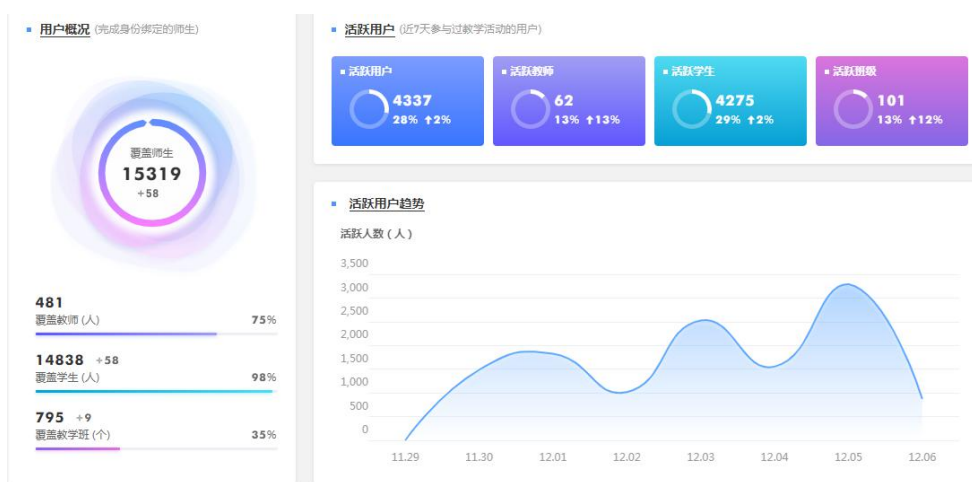 用户概况 (完成身份绑定的师生)
覆盖师生
15319
+58
481
覆盖教师 (人) 75%
14838 +58
覆盖学生 (人) 98%
795 +9
覆盖教学班 (个) 35%
活跃用户 (近7天参与过教学活动的用户)
活跃用户
4337
28% ↑2%
活跃教师
62
13% ↑13%
活跃学生
4275
29% ↑2%
活跃班级
101
13% ↑12%
活跃用户趋势
活跃人数 ( 人 )
3,500
3,000
2,500
2,000
1,500
1,000
500
0
11.29 11.30 12.01 12.02 12.03 12.04 12.05 12.06